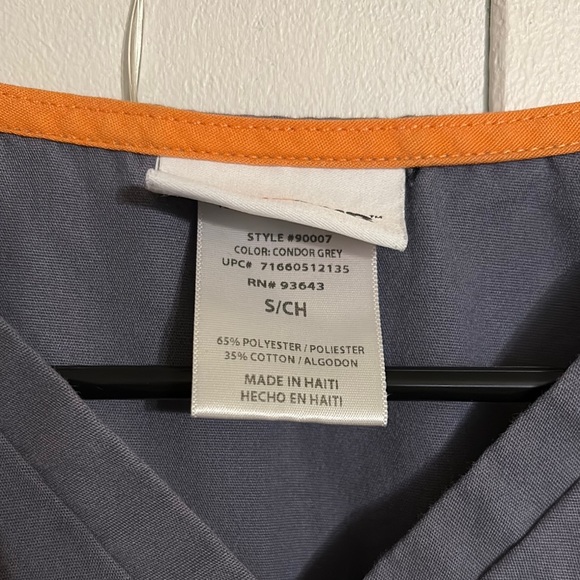 STYLE #90007
COLOR: CONDOR GREY
UPC# 71660512135
RN# 93643
S/CH
65% POLYESTER / POLIESTER
35% COTTON / ALGODON
MADE IN HAITI
HECHO EN HAITI